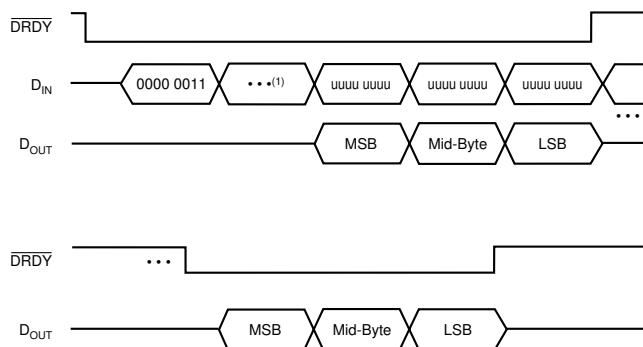 DRDY
DIN 0000 0011 •••(1) uuuu uuuu uuuu uuuu uuuu uuuu
•••
DOUT MSB Mid-Byte LSB
DRDY •••
DOUT MSB Mid-Byte LSB